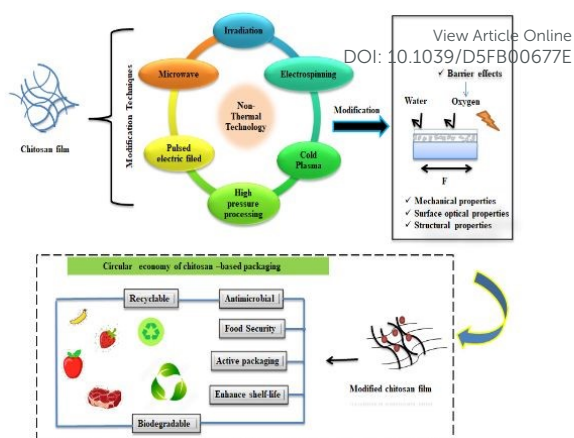 View Article Online
DOI: 10.1039/D5FB00677E
Chitosan film
Modification Techniques
Irradiation
Microwave
Electrospinning
Non-
Thermal
Technology
Pulsed
electric filed
Cold
Plasma
High
pressure
processing
Modification
✓ Barrier effects
Water
Oxygen
F
✓ Mechanical properties
✓ Surface optical properties
✓ Structural properties
Circular economy of chitosan –based packaging
Recyclable
Antimicrobial
Food Security
Active packaging
Enhance shelf-life
Biodegradable
Modified chitosan film